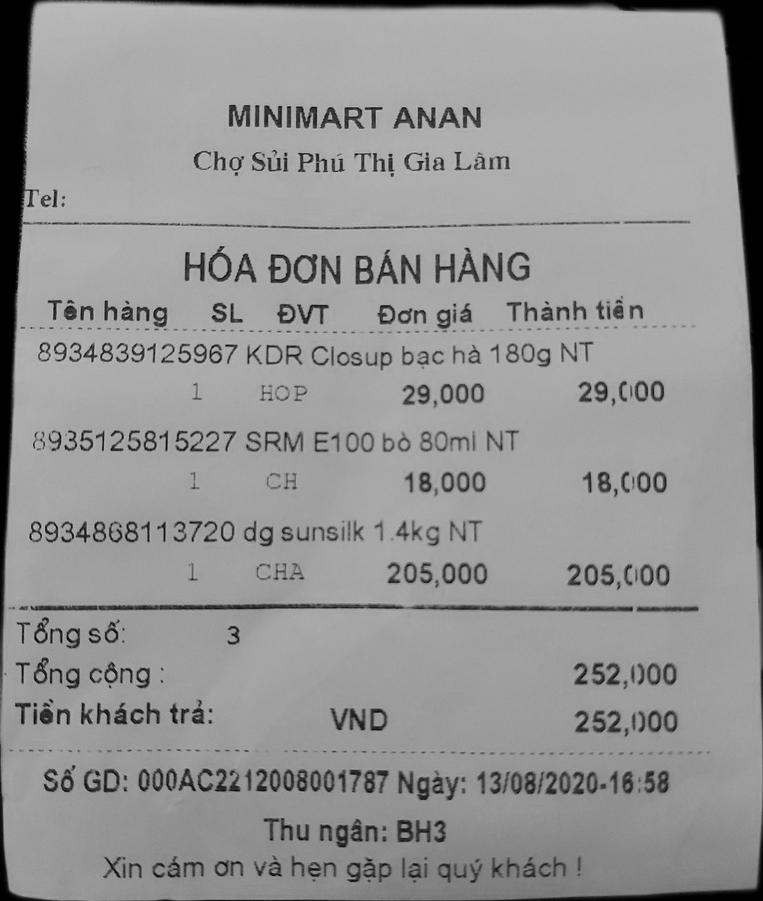 MINIMART ANAN
Chợ Sủi Phú Thị Gia Lâm
Tel:
HÓA ĐƠN BÁN HÀNG
Tên hàng SL ĐVT Đơn giá Thành tiền
8934839125967 KDR Closup bạc hà 180g NT
1 HOP 29,000 29,000
8935125815227 SRM E100 bò 80ml NT
1 CH 18,000 18,000
8934868113720 dg sunsilk 1.4kg NT
1 CHA 205,000 205,000
Tổng số: 3
Tổng cộng : 252,000
Tiền khách trả: VND 252,000
Số GD: 000AC2212008001787 Ngày: 13/08/2020-16:58
Thu ngân: BH3
Xin cám ơn và hẹn gặp lại quý khách !